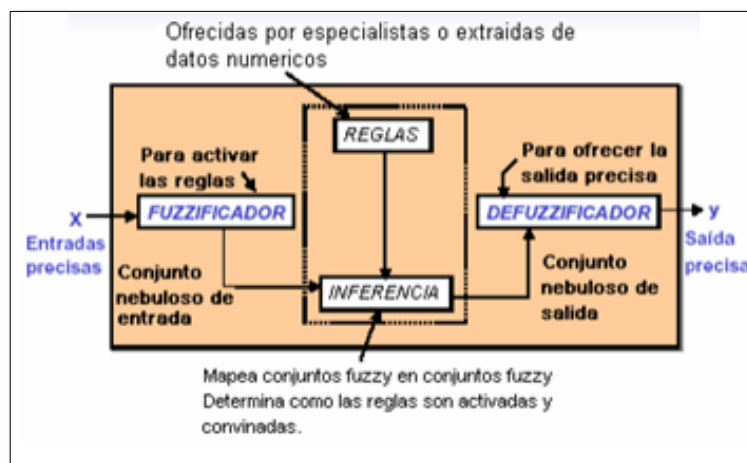 Ofrecidas por especialistas o extraidas de
datos numericos
REGLAS
Para activar
las reglas
Para ofrecer la
salida precisa
X
FUZZIFICADOR
DEFUZZIFICADOR
y
Entradas
precisas
Saída
precisa
Conjunto
nebuloso de
entrada
INFERENCIA
Conjunto
nebuloso de
salida
Mapea conjuntos fuzzy en conjuntos fuzzy
Determina como las reglas son activadas y
convinadas.